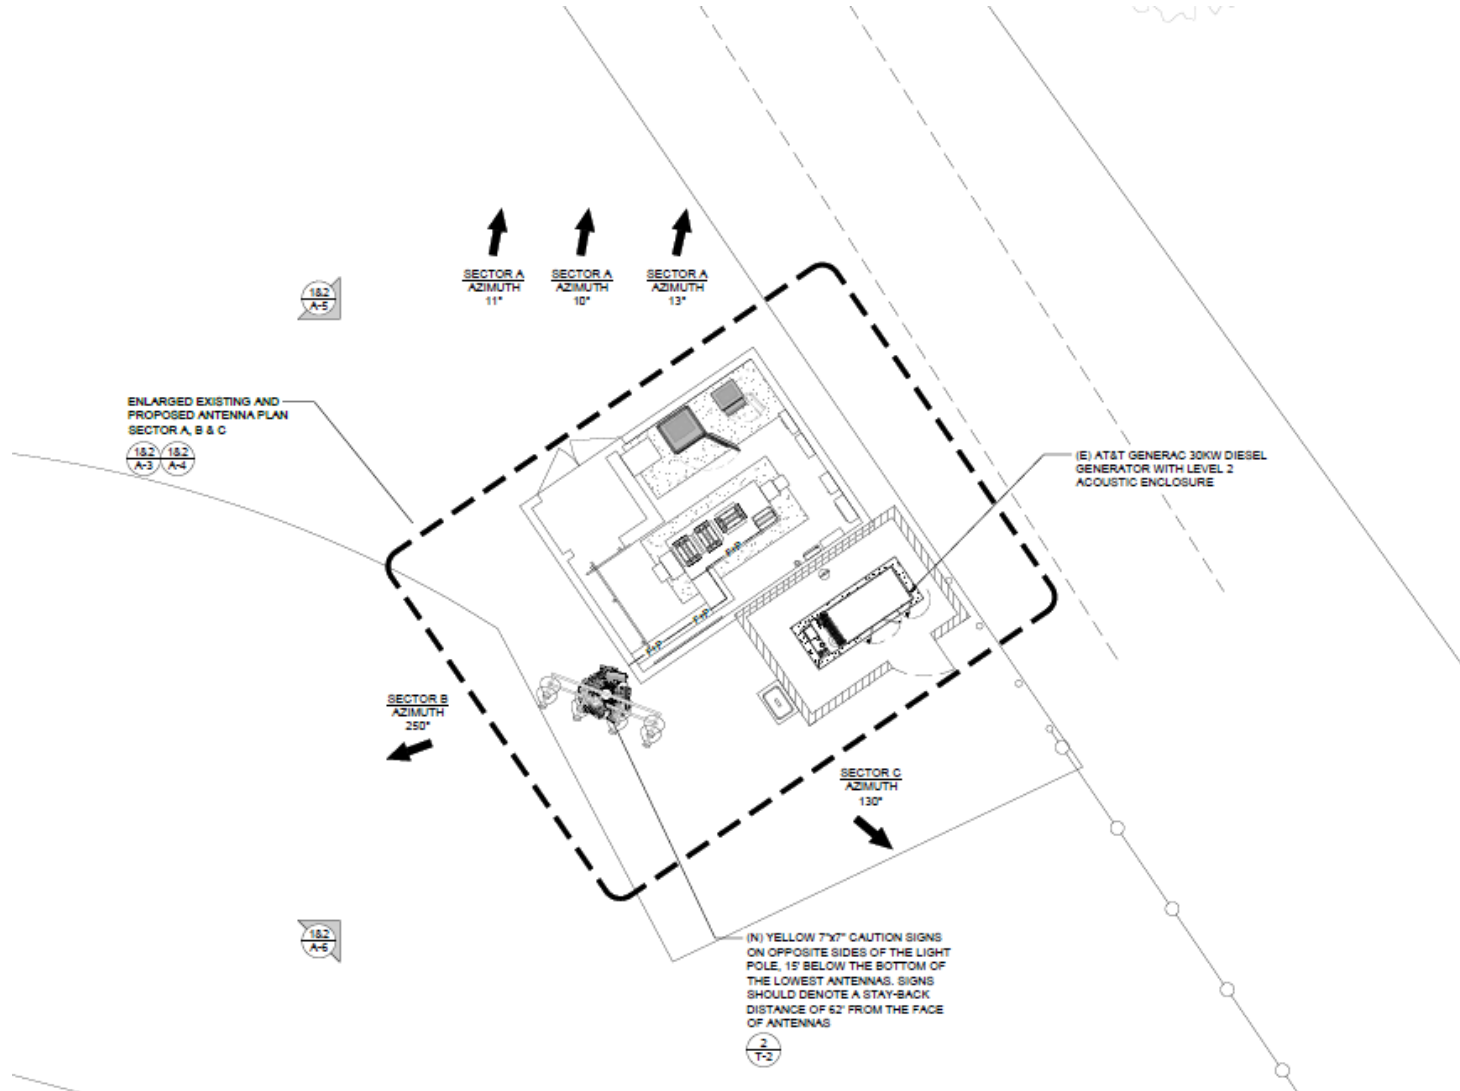 SECTOR A
AZIMUTH
11°
SECTOR A
AZIMUTH
10°
SECTOR A
AZIMUTH
13°
1&2
A-5
ENLARGED EXISTING AND
PROPOSED ANTENNA PLAN
SECTOR A, B & C
1&2
A-3
1&2
A-4
(E) AT&T GENERAC 30KW DIESEL
GENERATOR WITH LEVEL 2
ACOUSTIC ENCLOSURE
F+P
F+P
F+P
SECTOR B
AZIMUTH
250°
SECTOR C
AZIMUTH
130°
1&2
A-6
(N) YELLOW 7"x7" CAUTION SIGNS
ON OPPOSITE SIDES OF THE LIGHT
POLE, 15' BELOW THE BOTTOM OF
THE LOWEST ANTENNAS. SIGNS
SHOULD DENOTE A STAY-BACK
DISTANCE OF 62' FROM THE FACE
OF ANTENNAS
2
T-2